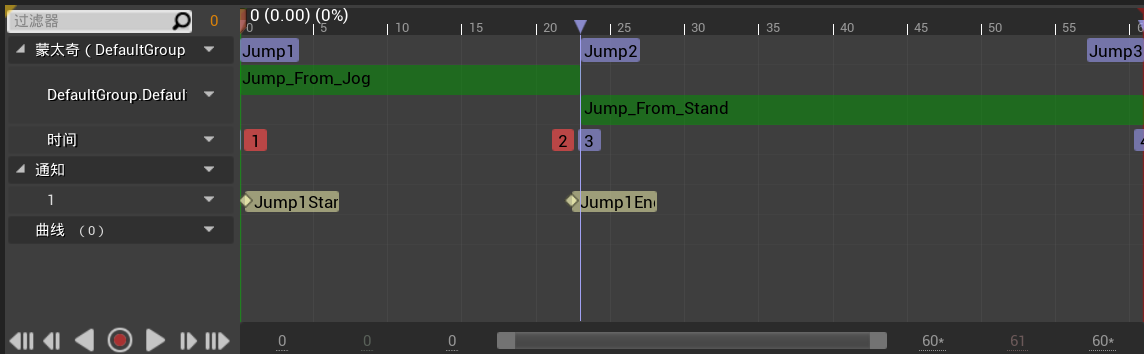 过滤器 0 0 (0.00) (0%)
0 5 10 15 20 25 30 35 40 45 50 55
蒙太奇 ( DefaultGroup Jump1 Jump2 Jump3
Jump_From_Jog
DefaultGroup.Defaul
Jump_From_Stand
时间 1 2 3 4
通知
1 Jump1Star Jump1En
曲线 （0）
0 0 0 60* 61 60*